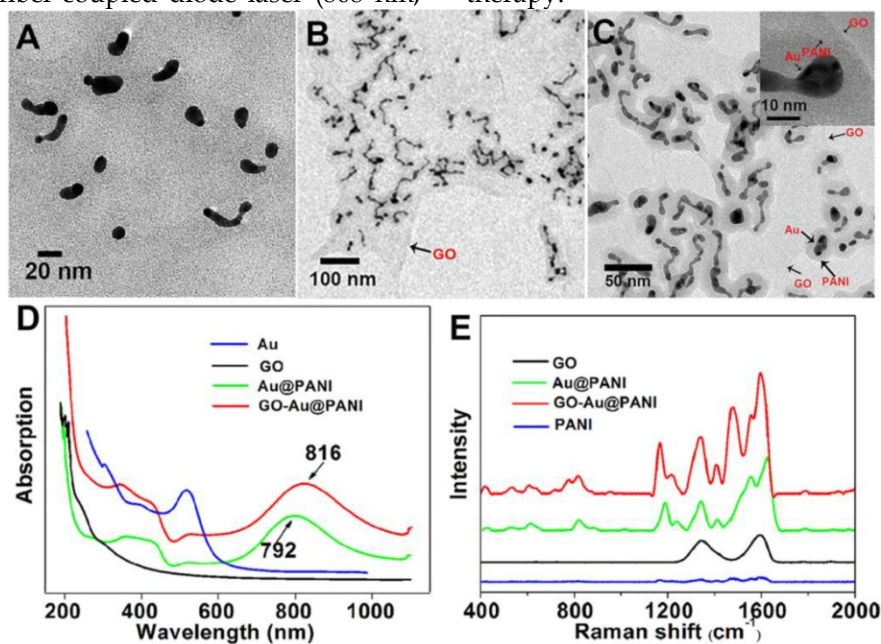 fiber-coupled diode laser (808 nm) therapy.
A
20 nm
B
GO
100 nm
C
GO
Au PANI
10 nm
GO
Au
GO PANI
50 nm
D
Au
GO
Au@PANI
GO-Au@PANI
816
792
Absorption
200 400 600 800 1000
Wavelength (nm)
E
GO
Au@PANI
GO-Au@PANI
PANI
Intensity
400 800 1200 1600 2000
Raman shift (cm-1)